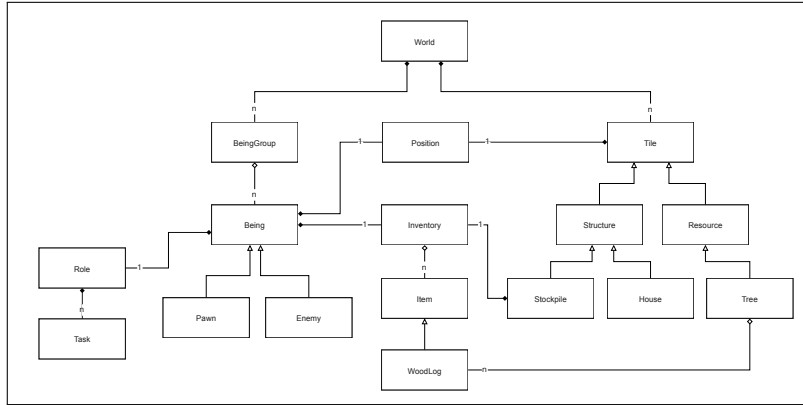 World
n
n
BeingGroup
1
Position
1
Tile
n
Being
1
Inventory
1
Structure
Resource
Role
1
n
Pawn
Enemy
Item
Stockpile
House
Tree
n
Task
WoodLog
n